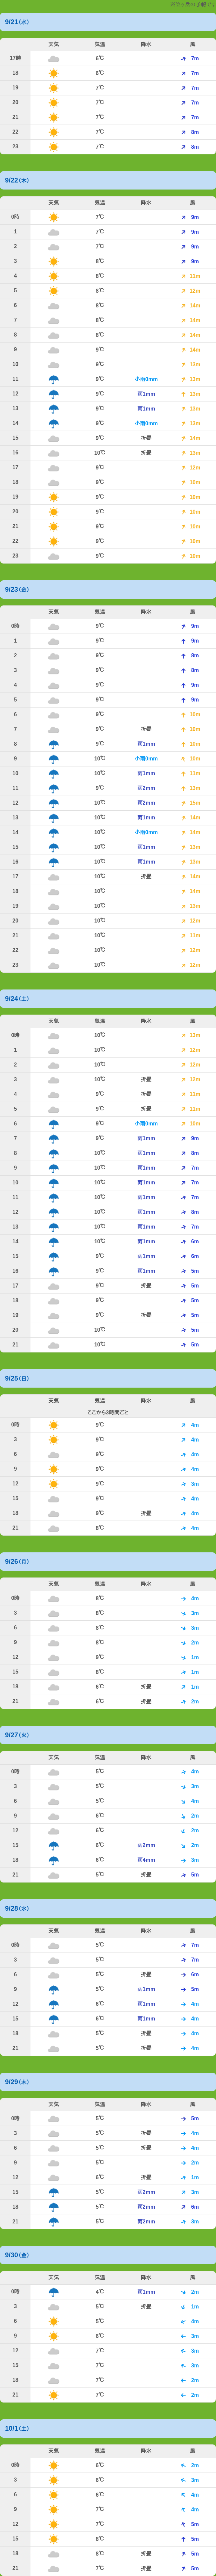 9/21(水)
天気 気温 降水 風
17時 6℃ 7m
18 6℃ 7m
19 7℃ 7m
20 7℃ 7m
21 7℃ 7m
22 7℃ 8m
23 7℃ 8m
9/22(木)
天気 気温 降水 風
0時 7℃ 9m
1 7℃ 9m
2 7℃ 9m
3 8℃ 9m
4 8℃ 11m
5 8℃ 12m
6 8℃ 14m
7 8℃ 14m
8 8℃ 14m
9 9℃ 14m
10 9℃ 13m
11 9℃ 小雨0mm 13m
12 9℃ 雨1mm 13m
13 9℃ 雨1mm 13m
14 9℃ 小雨0mm 13m
15 9℃ 折畳 14m
16 10℃ 折畳 13m
17 9℃ 12m
18 9℃ 10m
19 9℃ 10m
20 9℃ 10m
21 9℃ 10m
22 9℃ 10m
23 9℃ 10m
9/23(金)
天気 気温 降水 風
0時 9℃ 9m
1 9℃ 9m
2 9℃ 8m
3 9℃ 8m
4 9℃ 9m
5 9℃ 9m
6 9℃ 10m
7 9℃ 折畳 10m
8 9℃ 雨1mm 10m
9 10℃ 小雨0mm 10m
10 10℃ 雨1mm 11m
11 9℃ 雨2mm 13m
12 10℃ 雨2mm 15m
13 10℃ 雨1mm 14m
14 10℃ 小雨0mm 14m
15 10℃ 雨1mm 13m
16 10℃ 雨1mm 13m
17 10℃ 折畳 14m
18 10℃ 14m
19 10℃ 13m
20 10℃ 12m
21 10℃ 11m
22 10℃ 12m
23 10℃ 12m
9/24(土)
天気 気温 降水 風
0時 10℃ 13m
1 10℃ 12m
2 10℃ 12m
3 10℃ 折畳 12m
4 9℃ 折畳 11m
5 9℃ 折畳 11m
6 9℃ 小雨0mm 10m
7 9℃ 雨1mm 9m
8 10℃ 雨1mm 8m
9 10℃ 雨1mm 7m
10 10℃ 雨1mm 7m
11 10℃ 雨1mm 7m
12 10℃ 雨1mm 8m
13 10℃ 雨1mm 7m
14 10℃ 雨1mm 6m
15 9℃ 雨1mm 6m
16 9℃ 雨1mm 5m
17 9℃ 折畳 5m
18 9℃ 5m
19 9℃ 折畳 5m
20 10℃ 5m
21 10℃ 5m
9/25(日)
天気 気温 降水 風
ここから3時間ごと
0時 9℃ 4m
3 9℃ 4m
6 9℃ 4m
9 9℃ 4m
12 9℃ 3m
15 9℃ 4m
18 9℃ 折畳 4m
21 8℃ 4m
9/26(月)
天気 気温 降水 風
0時 8℃ 4m
3 8℃ 3m
6 8℃ 3m
9 8℃ 2m
12 9℃ 1m
15 8℃ 1m
18 6℃ 折畳 1m
21 6℃ 折畳 2m
9/27(火)
天気 気温 降水 風
0時 5℃ 4m
3 5℃ 3m
6 5℃ 4m
9 6℃ 2m
12 6℃ 2m
15 6℃ 雨2mm 2m
18 6℃ 雨4mm 3m
21 5℃ 折畳 5m
9/28(水)
天気 気温 降水 風
0時 5℃ 7m
3 5℃ 7m
6 5℃ 折畳 6m
9 5℃ 雨1mm 5m
12 6℃ 雨1mm 4m
15 6℃ 雨1mm 4m
18 5℃ 折畳 4m
21 5℃ 折畳 4m
9/29(木)
天気 気温 降水 風
0時 5℃ 5m
3 5℃ 折畳 4m
6 5℃ 折畳 4m
9 5℃ 2m
12 6℃ 折畳 1m
15 5℃ 雨2mm 3m
18 5℃ 雨2mm 6m
21 5℃ 雨2mm 3m
9/30(金)
天気 気温 降水 風
0時 4℃ 雨1mm 2m
3 5℃ 折畳 1m
6 5℃ 4m
9 6℃ 3m
12 7℃ 3m
15 7℃ 3m
18 7℃ 2m
21 7℃ 2m
10/1(土)
天気 気温 降水 風
0時 6℃ 2m
3 6℃ 3m
6 6℃ 4m
9 7℃ 4m
12 7℃ 5m
15 8℃ 5m
18 8℃ 折畳 5m
21 7℃ 折畳 5m